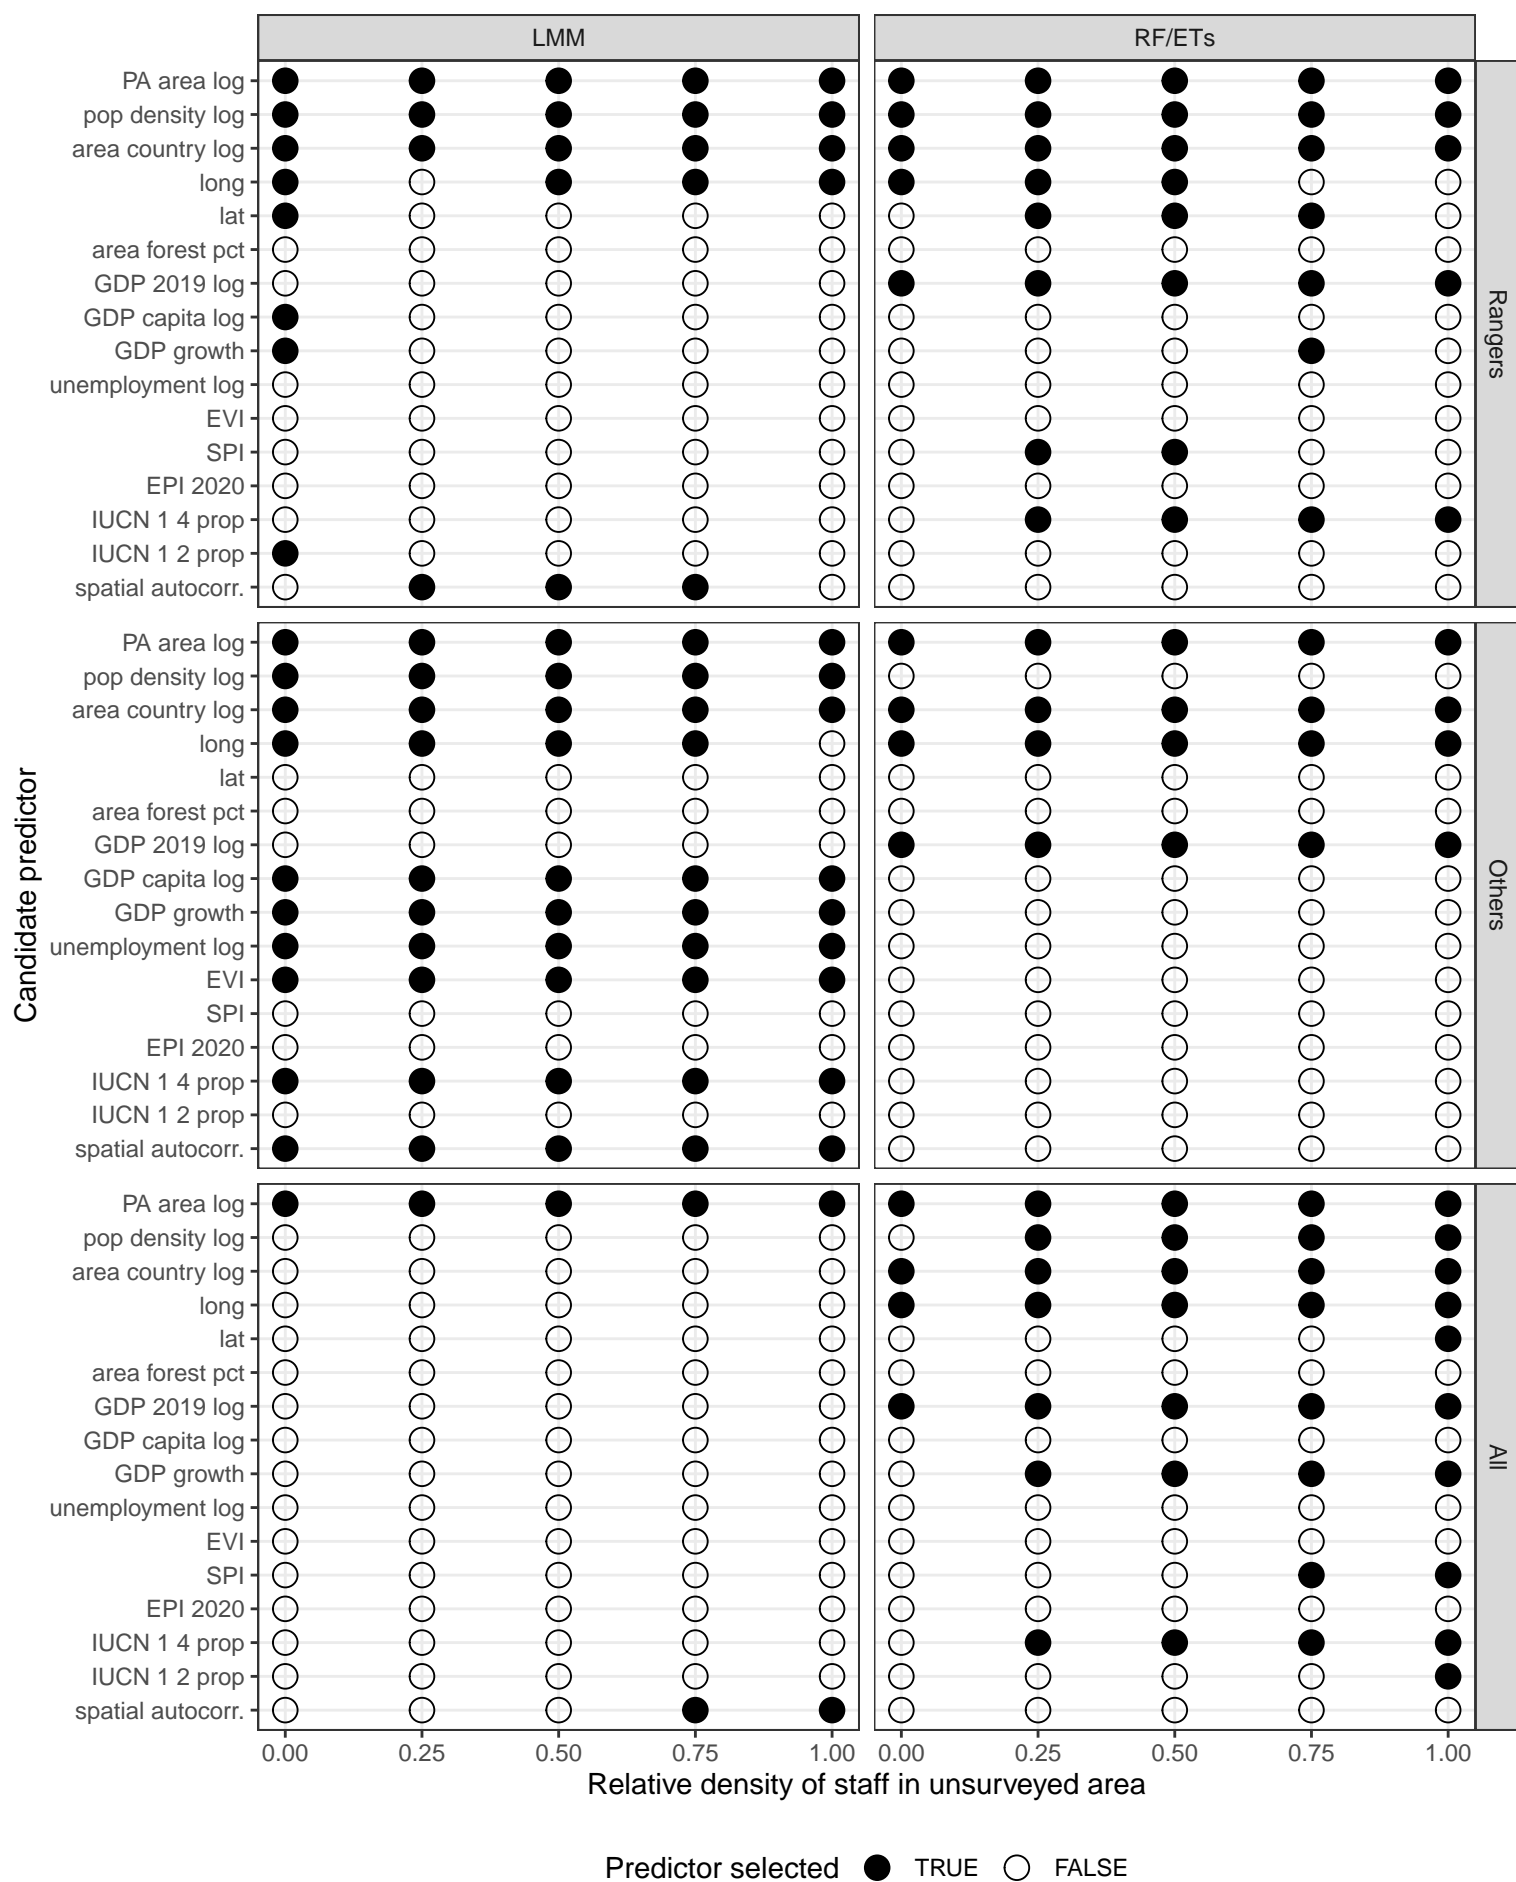 LMM RF/ETs
PA area log
pop density log
area country log
long
lat
area forest pct
GDP 2019 log
GDP capita log
GDP growth
unemployment log
EVI
SPI
EPI 2020
IUCN 1 4 prop
IUCN 1 2 prop
spatial autocorr.
Rangers
PA area log
pop density log
area country log
long
lat
area forest pct
GDP 2019 log
GDP capita log
GDP growth
unemployment log
EVI
SPI
EPI 2020
IUCN 1 4 prop
IUCN 1 2 prop
spatial autocorr.
Others
Candidate predictor
PA area log
pop density log
area country log
long
lat
area forest pct
GDP 2019 log
GDP capita log
GDP growth
unemployment log
EVI
SPI
EPI 2020
IUCN 1 4 prop
IUCN 1 2 prop
spatial autocorr.
All
0.00 0.25 0.50 0.75 1.00 0.00 0.25 0.50 0.75 1.00
Relative density of staff in unsurveyed area
Predictor selected TRUE FALSE